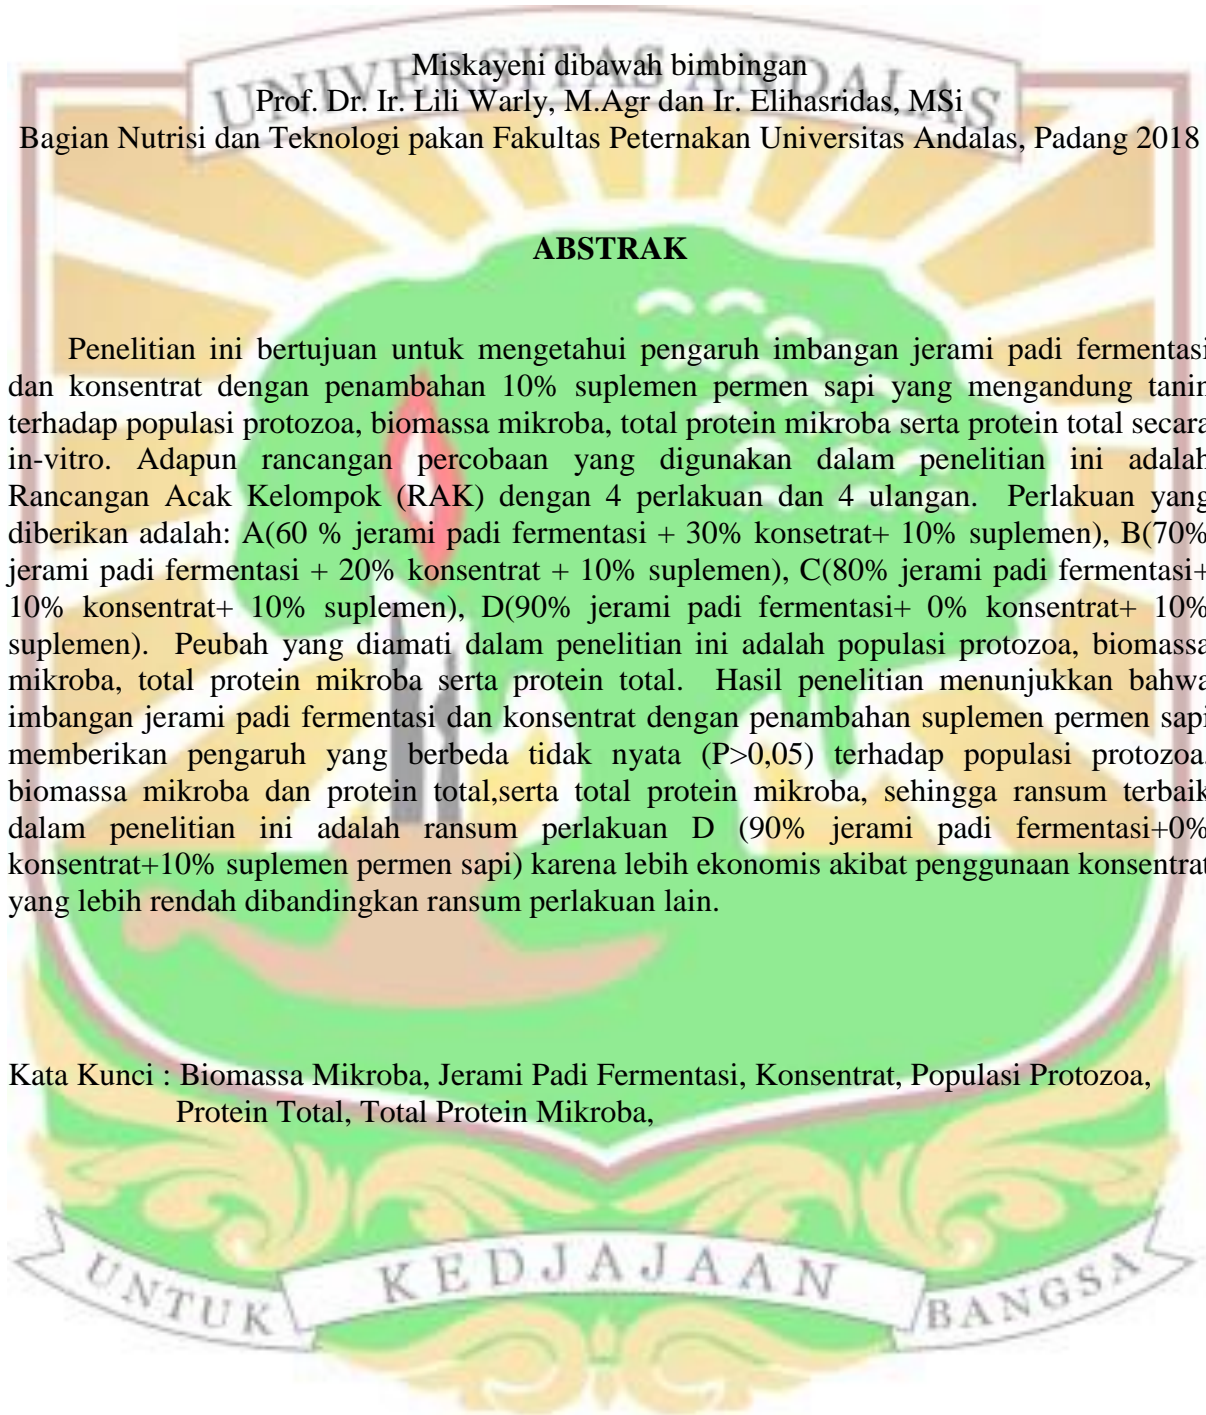 UNIVERSITAS ANDALAS
Miskayeni dibawah bimbingan
Prof. Dr. Ir. Lili Warly, M.Agr dan Ir. Elihasridas, MSi
Bagian Nutrisi dan Teknologi pakan Fakultas Peternakan Universitas Andalas, Padang 2018
ABSTRAK
Penelitian ini bertujuan untuk mengetahui pengaruh imbangan jerami padi fermentasi
dan konsentrat dengan penambahan 10% suplemen permen sapi yang mengandung tanin
terhadap populasi protozoa, biomassa mikroba, total protein mikroba serta protein total secara
in-vitro. Adapun rancangan percobaan yang digunakan dalam penelitian ini adalah
Rancangan Acak Kelompok (RAK) dengan 4 perlakuan dan 4 ulangan. Perlakuan yang
diberikan adalah: A(60 % jerami padi fermentasi + 30% konsetrat+ 10% suplemen), B(70%
jerami padi fermentasi + 20% konsentrat + 10% suplemen), C(80% jerami padi fermentasi+
10% konsentrat+ 10% suplemen), D(90% jerami padi fermentasi+ 0% konsentrat+ 10%
suplemen). Peubah yang diamati dalam penelitian ini adalah populasi protozoa, biomassa
mikroba, total protein mikroba serta protein total. Hasil penelitian menunjukkan bahwa
imbangan jerami padi fermentasi dan konsentrat dengan penambahan suplemen permen sapi
memberikan pengaruh yang berbeda tidak nyata (P>0,05) terhadap populasi protozoa,
biomassa mikroba dan protein total,serta total protein mikroba, sehingga ransum terbaik
dalam penelitian ini adalah ransum perlakuan D (90% jerami padi fermentasi+0%
konsentrat+10% suplemen permen sapi) karena lebih ekonomis akibat penggunaan konsentrat
yang lebih rendah dibandingkan ransum perlakuan lain.
Kata Kunci : Biomassa Mikroba, Jerami Padi Fermentasi, Konsentrat, Populasi Protozoa,
Protein Total, Total Protein Mikroba,
UNTUK KEDJAJAAN BANGSA